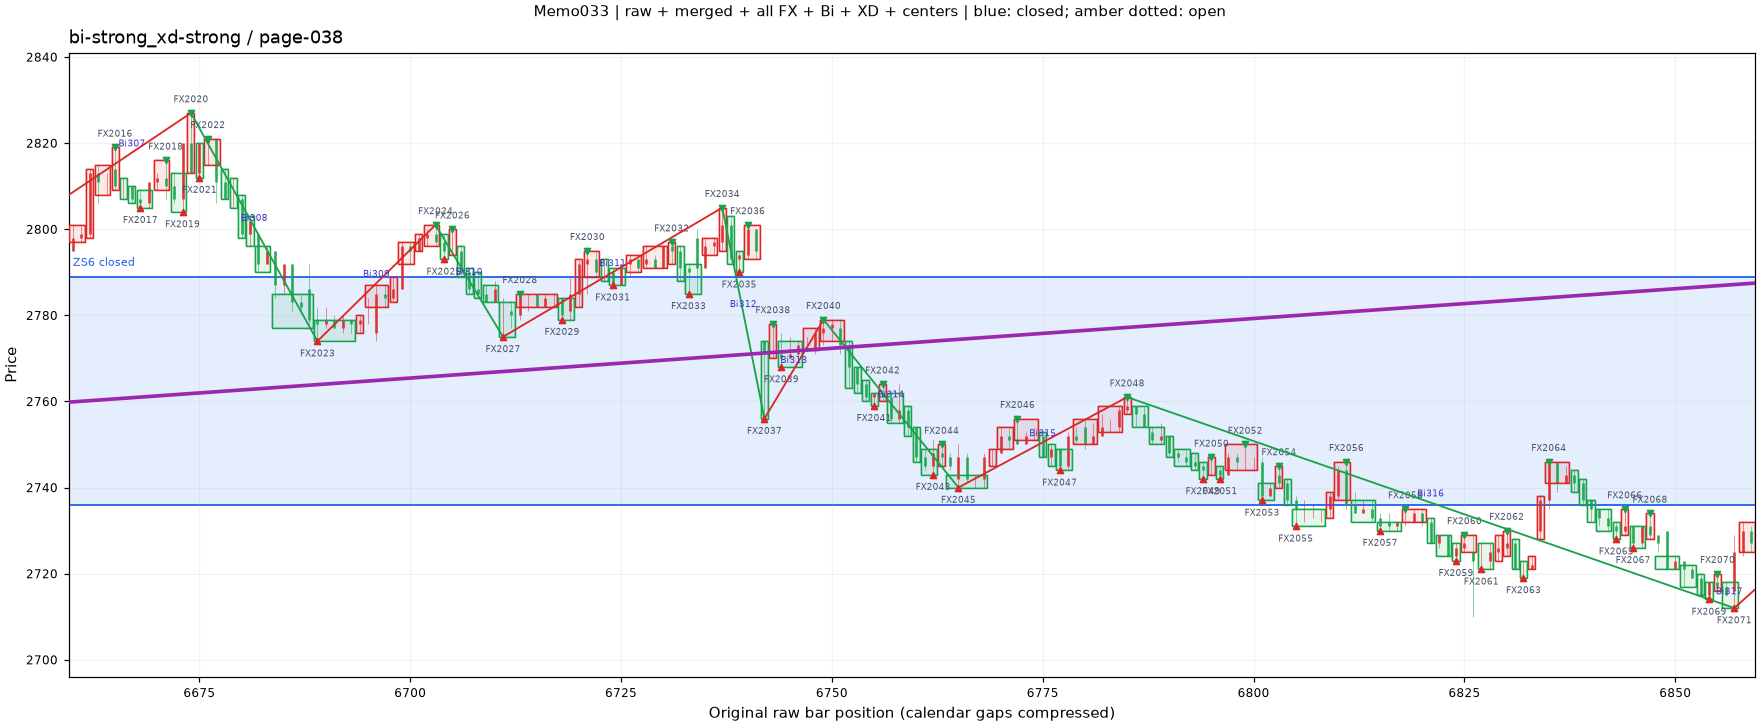 Memo033 | raw + merged + all FX + Bi + XD + centers | blue: closed; amber dotted: open
bi-strong_xd-strong / page-038
Price
2840
2820
2800
2780
2760
2740
2720
2700
ZS6 closed
FX2016
Bi307
FX2017
FX2018
FX2019
FX2020
FX2021
FX2022
Bi308
FX2023
Bi309
FX2024
FX2026
FX2027
FX2028
FX2029
FX2030
Bi311
FX2031
FX2032
FX2033
FX2034
FX2035
FX2036
Bi312
FX2037
FX2038
Bi313
FX2039
FX2040
FX2041
FX2042
Bi314
FX2043
FX2044
FX2045
FX2046
Bi315
FX2047
FX2048
FX2050
FX2051
FX2052
FX2053
FX2054
FX2055
FX2056
FX2057
Bi316
FX2059
FX2060
FX2061
FX2062
FX2063
FX2064
FX2065
FX2066
FX2067
FX2068
FX2069
FX2070
Bi317
FX2071
6675
6700
6725
6750
6775
6800
6825
6850
Original raw bar position (calendar gaps compressed)